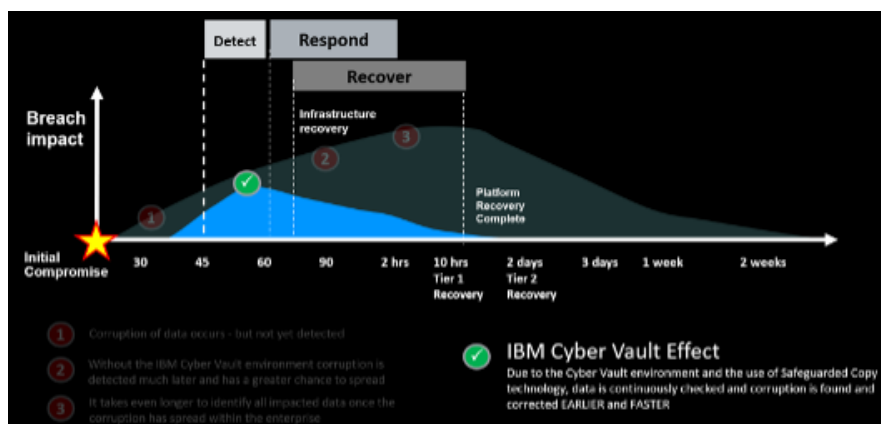 Detect
Respond
Recover
Breach
impact
Infrastructure
recovery
3
2
1
Platform
Recovery
Complete
Initial
Compromise
30
45
60
90
2 hrs
10 hrs
Tier 1
Recovery
2 days
Tier 2
Recovery
3 days
1 week
2 weeks
1 Corruption of data occurs - but not yet detected
2 Without the IBM Cyber Vault environment corruption is
detected much later and has a greater chance to spread
3 It takes even longer to identify all impacted data once the
corruption has spread within the enterprise
IBM Cyber Vault Effect
Due to the Cyber Vault environment and the use of Safeguarded Copy
technology, data is continuously checked and corruption is found and
corrected EARLIER and FASTER